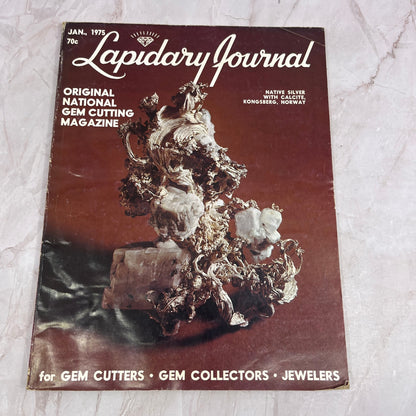 JAN., 1975
70¢
Lapidary Journal
ORIGINAL
NATIONAL
GEM CUTTING
MAGAZINE
NATIVE SILVER
WITH CALCITE,
KONGSBERG, NORWAY
for GEM CUTTERS • GEM COLLECTORS • JEWELERS